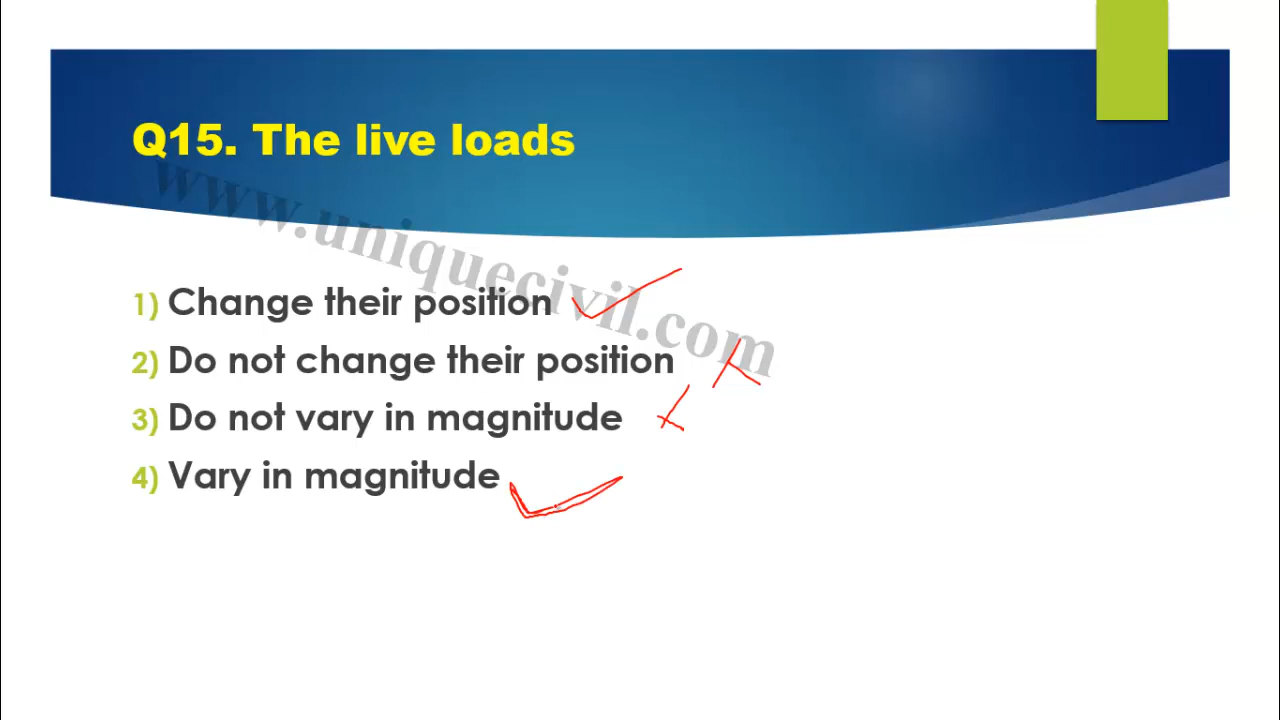 Q15. The live loads
www.uniquecivil.com
1) Change their position
2) Do not change their position
3) Do not vary in magnitude
4) Vary in magnitude